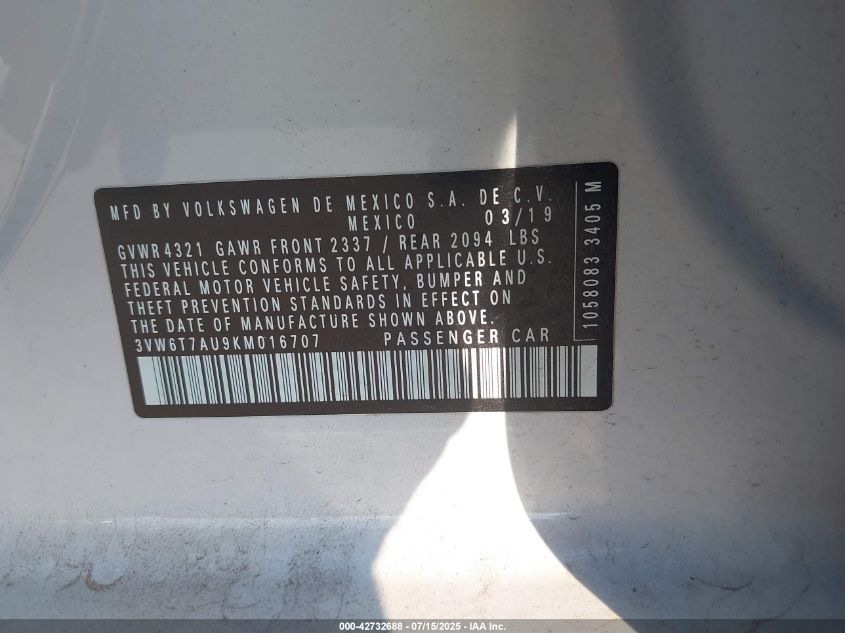 MFD BY VOLKSWAGEN DE MEXICO S.A. DE C.V.
MEXICO 03/19
GVWR 4321 GAWR FRONT 2337 / REAR 2094 LBS
THIS VEHICLE CONFORMS TO ALL APPLICABLE U.S.
FEDERAL MOTOR VEHICLE SAFETY, BUMPER AND
THEFT PREVENTION STANDARDS IN EFFECT ON
THE DATE OF MANUFACTURE SHOWN ABOVE.
3VW6T7AU9KM016707 PASSENGER CAR
1058083 3405 M
000-42732688 - 07/15/2025 - IAA Inc.